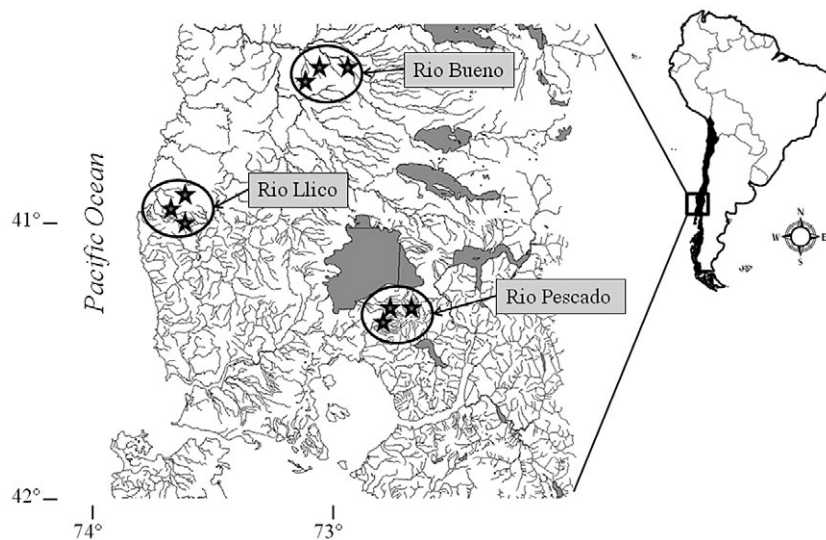 Rio Bueno
Rio Llico
Rio Pescado
Pacific Ocean
41°
42°
74°
73°
N
W
E
S